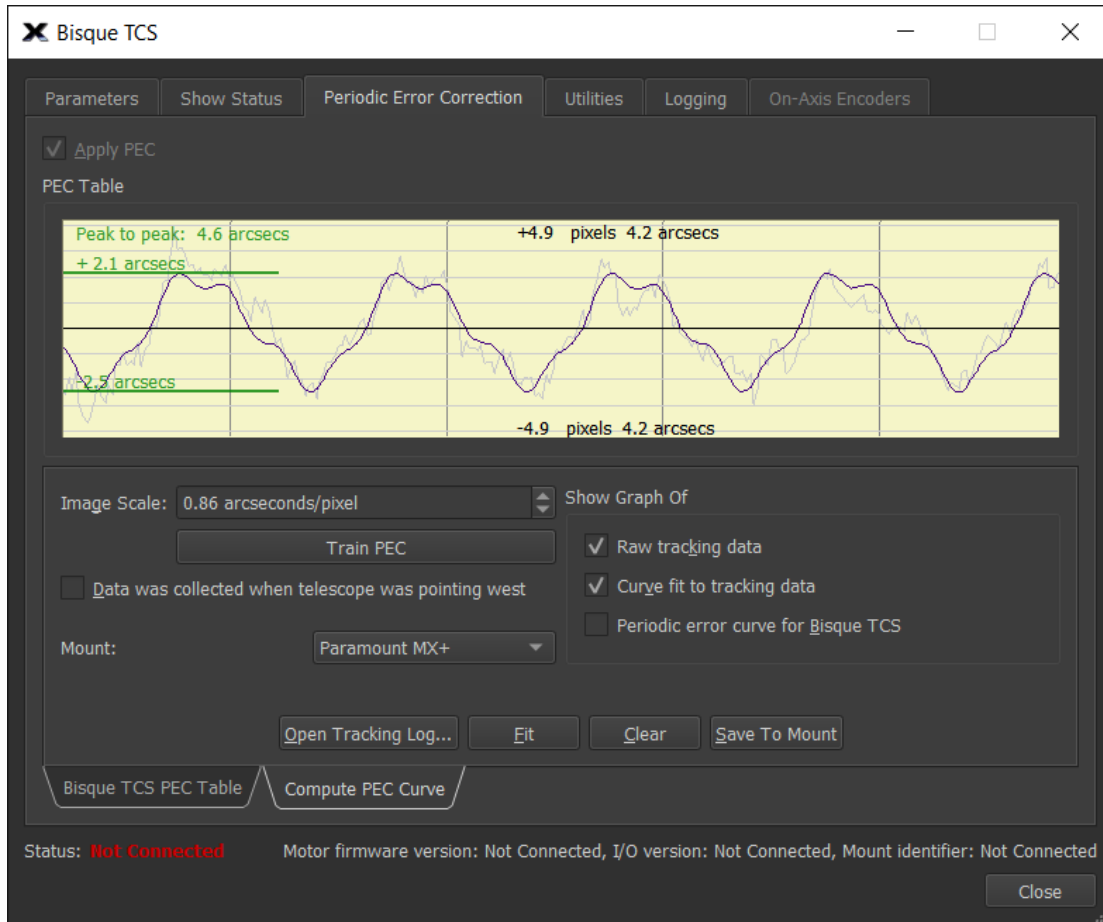 Bisque TCS
Parameters Show Status Periodic Error Correction Utilities Logging On-Axis Encoders
Apply PEC
PEC Table
Peak to peak: 4.6 arcsecs +4.9 pixels 4.2 arcsecs
+ 2.1 arcsecs
-2.5 arcsecs
-4.9 pixels 4.2 arcsecs
Image Scale: 0.86 arcseconds/pixel Show Graph Of
Train PEC Raw tracking data
Data was collected when telescope was pointing west Curve fit to tracking data
Periodic error curve for Bisque TCS
Mount: Paramount MX+
Open Tracking Log... Fit Clear Save To Mount
Bisque TCS PEC Table Compute PEC Curve
Status: Not Connected Motor firmware version: Not Connected, I/O version: Not Connected, Mount identifier: Not Connected
Close